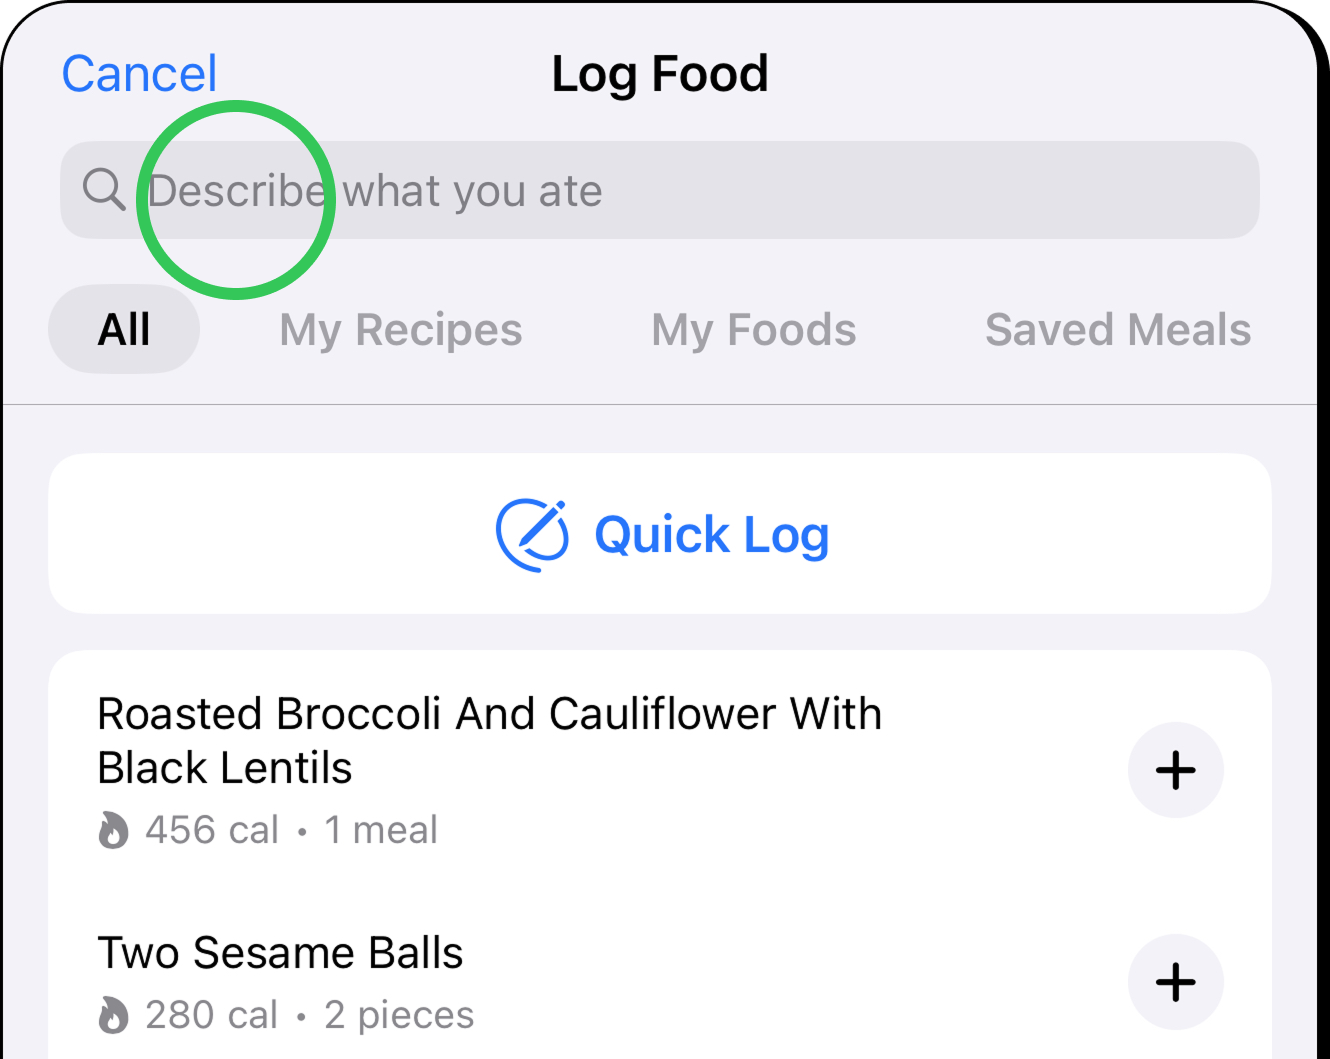 Cancel
Log Food
Describe what you ate
All
My Recipes
My Foods
Saved Meals
Quick Log
Roasted Broccoli And Cauliflower With
Black Lentils
456 cal • 1 meal
Two Sesame Balls
280 cal • 2 pieces